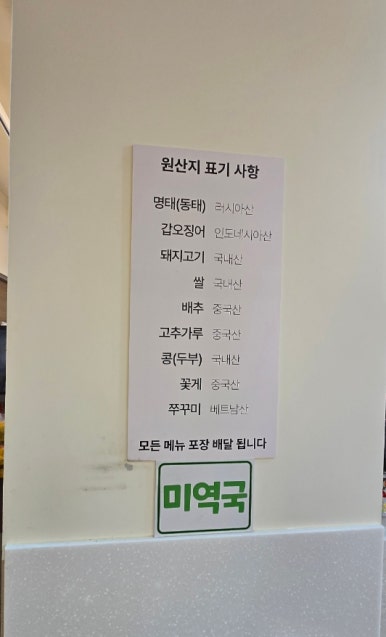 원산지 표기 사항
명태(동태) 러시아산
갑오징어 인도네시아산
돼지고기 국내산
쌀 국내산
배추 중국산
고추가루 중국산
콩(두부) 국내산
꽃게 중국산
쭈꾸미 베트남산
모든 메뉴 포장 배달 됩니다
미역국